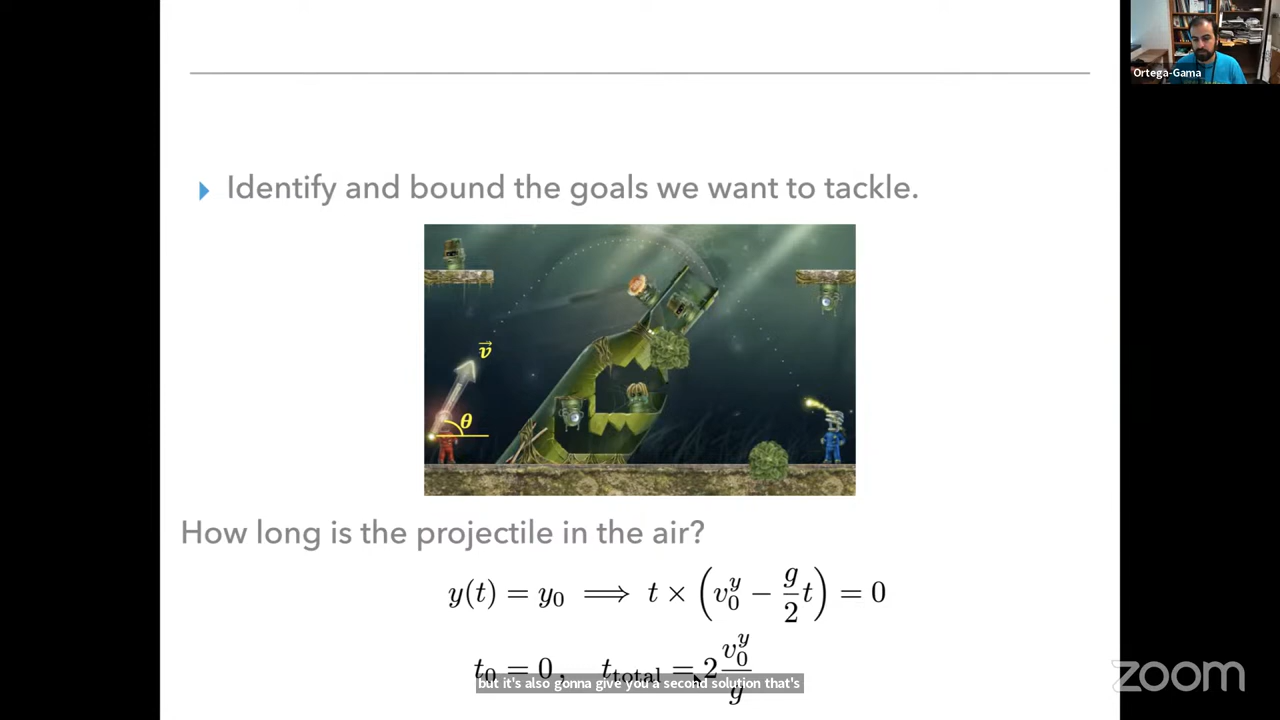 Ortega-Gama
Identify and bound the goals we want to tackle.
v⃗
θ
How long is the projectile in the air?
y(t) = y₀ ⟹ t × (v₀ʸ − g/2 t) = 0
t₀ = 0, t_total = 2 v₀ʸ/g
but it's also gonna give you a second solution that's
zoom